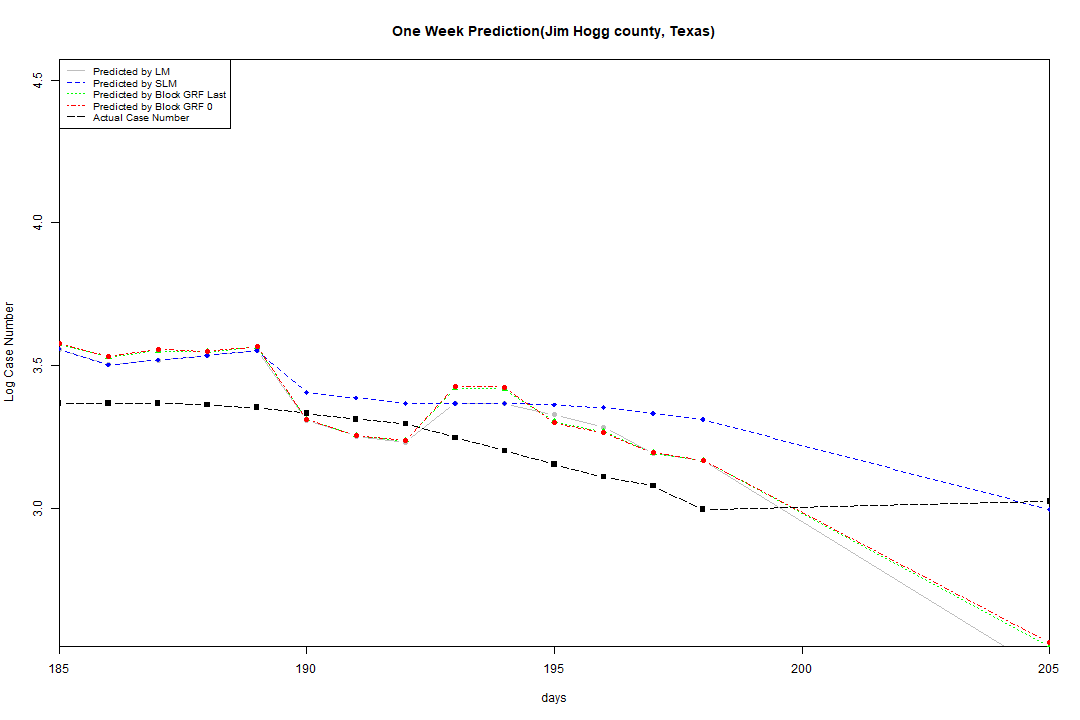 One Week Prediction(Jim Hogg county, Texas)
Predicted by LM
Predicted by SLM
Predicted by Block GRF Last
Predicted by Block GRF 0
Actual Case Number
4.5
4.0
3.5
3.0
Log Case Number
185 190 195 200 205
days